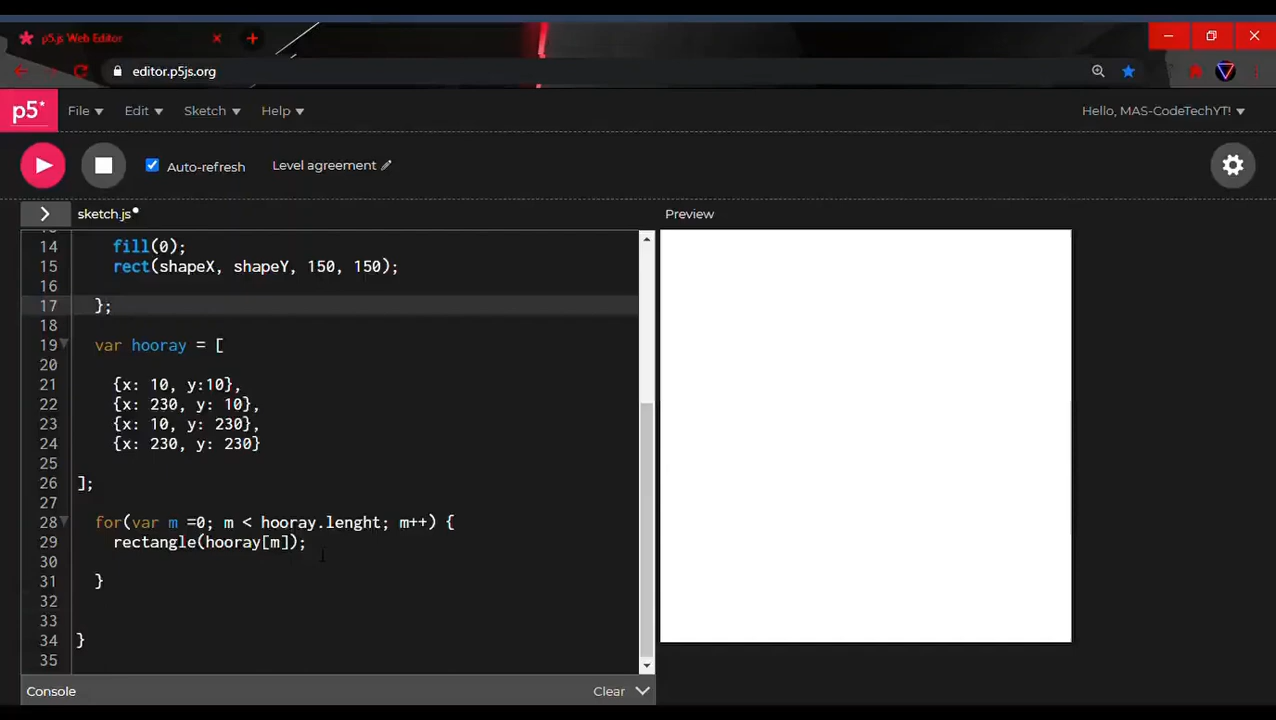 p5.js Web Editor
editor.p5js.org
p5* File Edit Sketch Help Hello, MAS-CodeTechYT!
Auto-refresh Level agreement
sketch.js Preview
14 fill(0);
15 rect(shapeX, shapeY, 150, 150);
16
17 };
18
19 var hooray = [
20
21 {x: 10, y:10},
22 {x: 230, y: 10},
23 {x: 10, y: 230},
24 {x: 230, y: 230}
25
26 ];
27
28 for(var m =0; m < hooray.lenght; m++) {
29 rectangle(hooray[m]);
30
31 }
32
33
34 }
35
Console Clear